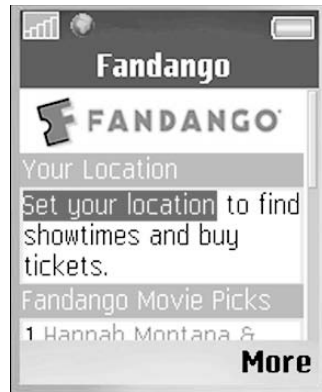 Fandango
FANDANGO
Your Location
Set your location to find
showtimes and buy
tickets.
Fandango Movie Picks
1 Hannah Montana &
More